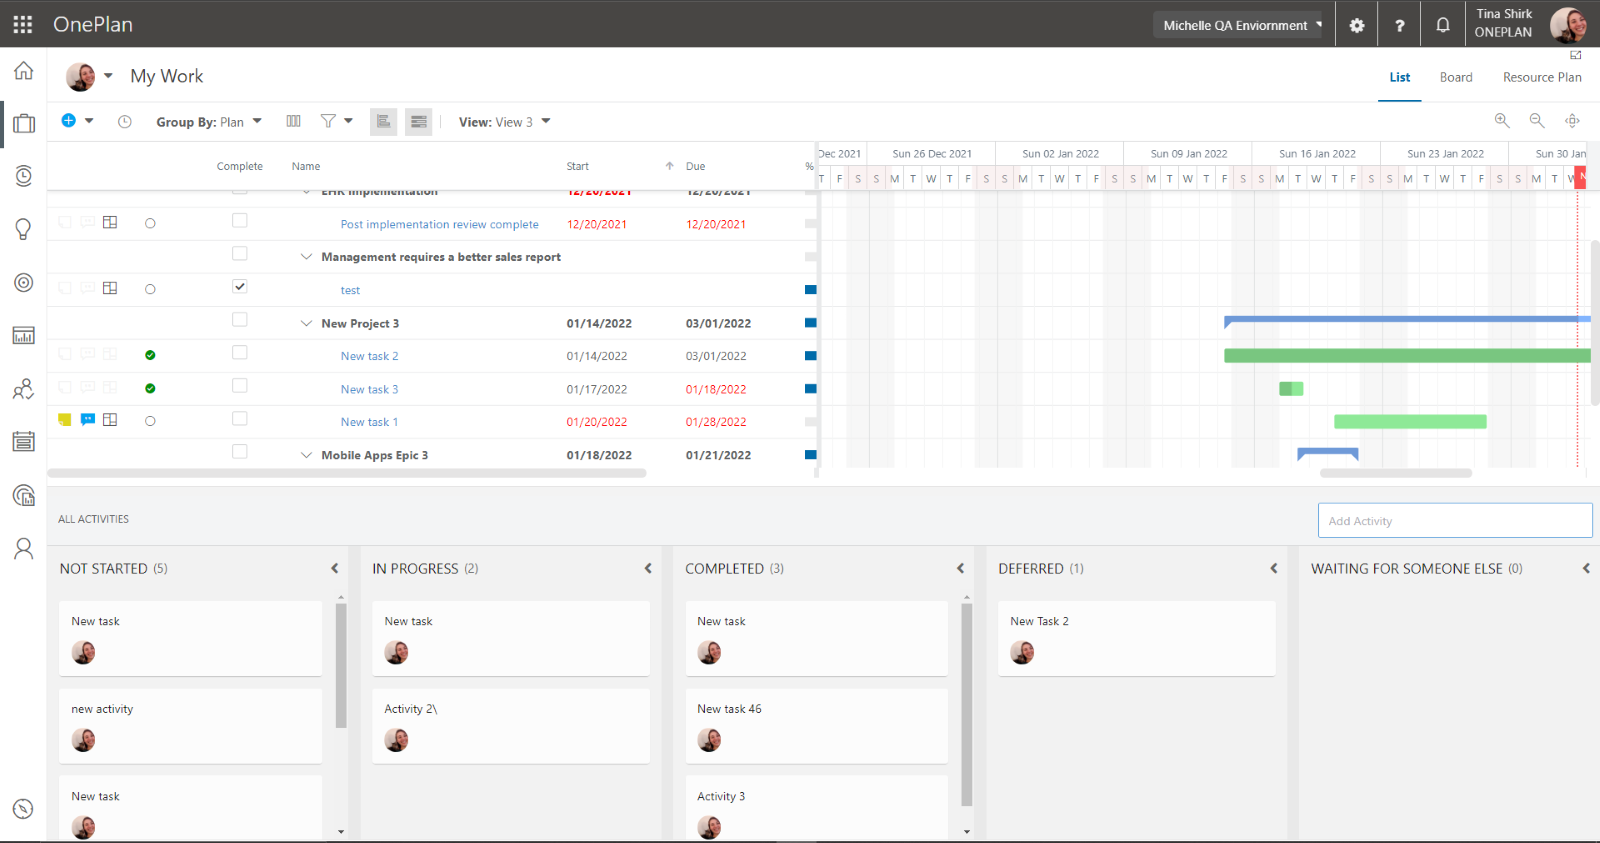 OnePlan
Michelle QA Enviornment
Tina Shirk
ONEPLAN
My Work
List Board Resource Plan
Group By: Plan
View: View 3
Complete Name Start Due %
Dec 2021 Sun 26 Dec 2021 Sun 02 Jan 2022 Sun 09 Jan 2022 Sun 16 Jan 2022 Sun 23 Jan 2022 Sun 30 Jan
T F S S M T W T F S S M T W T F S S M T W T F S S M T W T F S S M T W T F S S M T W N
EHR Implementation 12/20/2021 12/20/2021
Post implementation review complete 12/20/2021 12/20/2021
Management requires a better sales report
test
New Project 3 01/14/2022 03/01/2022
New task 2 01/14/2022 03/01/2022
New task 3 01/17/2022 01/18/2022
New task 1 01/20/2022 01/28/2022
Mobile Apps Epic 3 01/18/2022 01/21/2022
ALL ACTIVITIES
Add Activity
NOT STARTED (5) IN PROGRESS (2) COMPLETED (3) DEFERRED (1) WAITING FOR SOMEONE ELSE (0)
New task New task New task New Task 2
new activity Activity 2\ New task 46
New task Activity 3